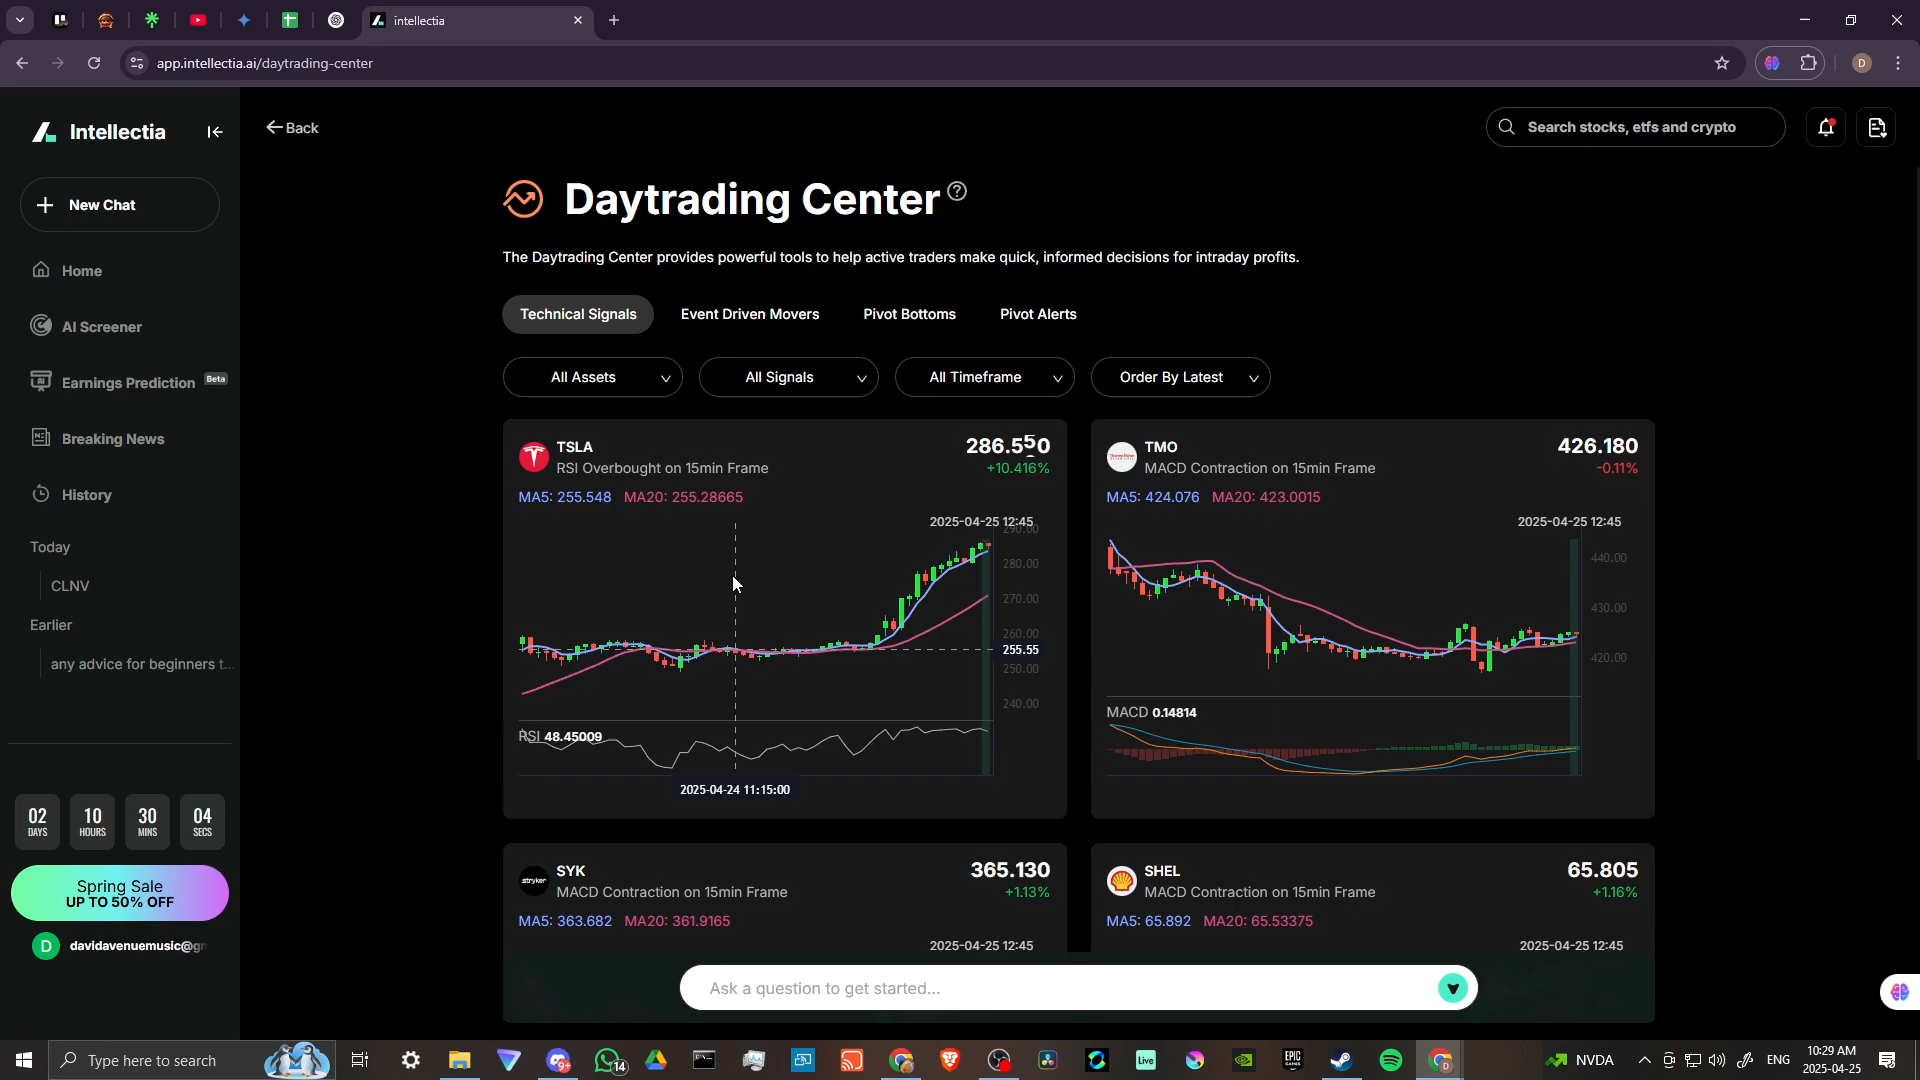 intellectia
app.intellectia.ai/daytrading-center
D
Intellectia
Back
Search stocks, etfs and crypto
New Chat
Home
AI Screener
Earnings Prediction Beta
Breaking News
History
Today
CLNV
Earlier
any advice for beginners t...
02 10 30 04
DAYS HOURS MINS SECS
Spring Sale
UP TO 50% OFF
D davidavenuemusic@
Daytrading Center
The Daytrading Center provides powerful tools to help active traders make quick, informed decisions for intraday profits.
Technical Signals Event Driven Movers Pivot Bottoms Pivot Alerts
All Assets All Signals All Timeframe Order By Latest
TSLA 286.550
RSI Overbought on 15min Frame +10.416%
MA5: 255.548 MA20: 255.28665
2025-04-25 12:45
290.00
280.00
270.00
260.00
255.55
250.00
240.00
RSI 48.45009
2025-04-24 11:15:00
TMO 426.180
MACD Contraction on 15min Frame -0.11%
MA5: 424.076 MA20: 423.0015
2025-04-25 12:45
440.00
430.00
420.00
MACD 0.14814
stryker SYK 365.130
MACD Contraction on 15min Frame +1.13%
MA5: 363.682 MA20: 361.9165
2025-04-25 12:45
SHEL 65.805
MACD Contraction on 15min Frame +1.16%
MA5: 65.892 MA20: 65.53375
2025-04-25 12:45
Ask a question to get started...
Type here to search
9+
14
Live
EPIC GAMES
D
NVDA
ENG
10:29 AM
2025-04-25